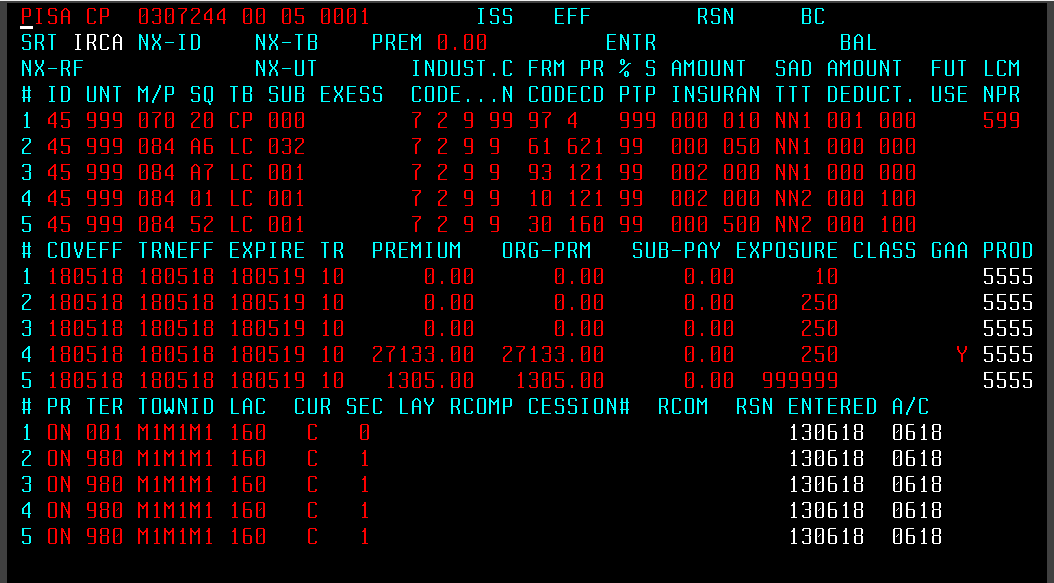 PISA CP 0307244 00 05 0001 ISS EFF RSN BC
SRT IRCA NX-ID NX-TB PREM 0.00 ENTR BAL
NX-RF NX-UT INDUST.C FRM PR % S AMOUNT SAD AMOUNT FUT LCM
# ID UNT M/P SQ TB SUB EXESS CODE...N CODECD PTP INSURAN TTT DEDUCT. USE NPR
1 45 999 070 20 CP 000 7 2 9 99 97 4 999 000 010 NN1 001 000 599
2 45 999 084 A6 LC 032 7 2 9 9 61 621 99 000 050 NN1 000 000
3 45 999 084 A7 LC 001 7 2 9 9 93 121 99 002 000 NN1 000 000
4 45 999 084 01 LC 001 7 2 9 9 10 121 99 002 000 NN2 000 100
5 45 999 084 52 LC 001 7 2 9 9 30 160 99 000 500 NN2 000 100
# COVEFF TRNEFF EXPIRE TR PREMIUM ORG-PRM SUB-PAY EXPOSURE CLASS GAA PROD
1 180518 180518 180519 10 0.00 0.00 0.00 10 5555
2 180518 180518 180519 10 0.00 0.00 0.00 250 5555
3 180518 180518 180519 10 0.00 0.00 0.00 250 5555
4 180518 180518 180519 10 27133.00 27133.00 0.00 250 Y 5555
5 180518 180518 180519 10 1305.00 1305.00 0.00 999999 5555
# PR TER TOWNID LAC CUR SEC LAY RCOMP CESSION# RCOM RSN ENTERED A/C
1 ON 001 M1M1M1 160 C 0 130618 0618
2 ON 980 M1M1M1 160 C 1 130618 0618
3 ON 980 M1M1M1 160 C 1 130618 0618
4 ON 980 M1M1M1 160 C 1 130618 0618
5 ON 980 M1M1M1 160 C 1 130618 0618